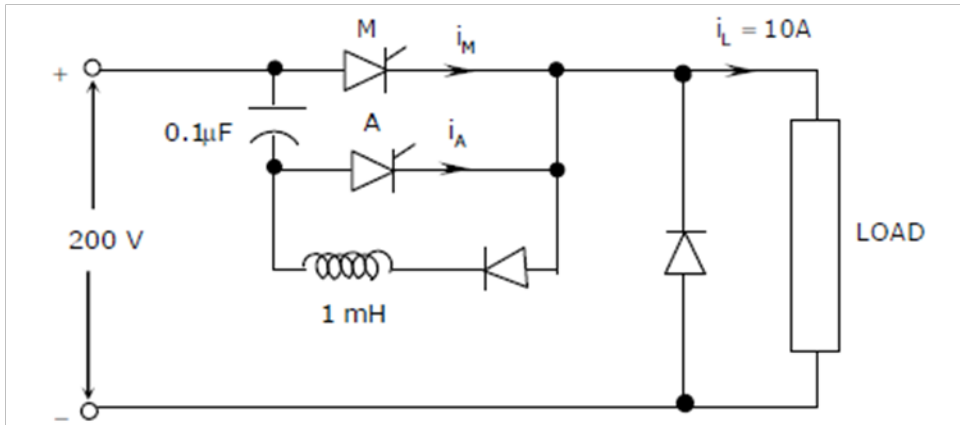 M
i_M
i_L = 10A
+
0.1μF
A
i_A
200 V
LOAD
1 mH
−